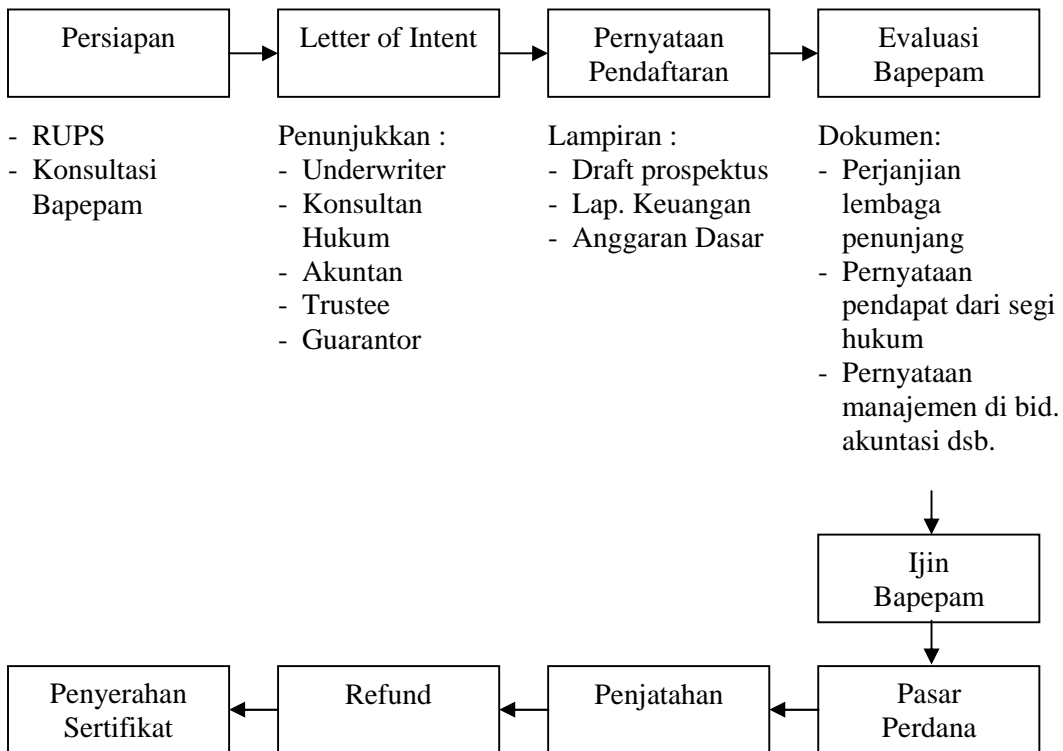 Persiapan
Letter of Intent
Pernyataan
Pendaftaran
Evaluasi
Bapepam
- RUPS
- Konsultasi
Bapepam
Penunjukkan :
- Underwriter
- Konsultan
Hukum
- Akuntan
- Trustee
- Guarantor
Lampiran :
- Draft prospektus
- Lap. Keuangan
- Anggaran Dasar
Dokumen:
- Perjanjian
lembaga
penunjang
- Pernyataan
pendapat dari segi
hukum
- Pernyataan
manajemen di bid.
akuntasi dsb.
Ijin
Bapepam
Pasar
Perdana
Penjatahan
Refund
Penyerahan
Sertifikat